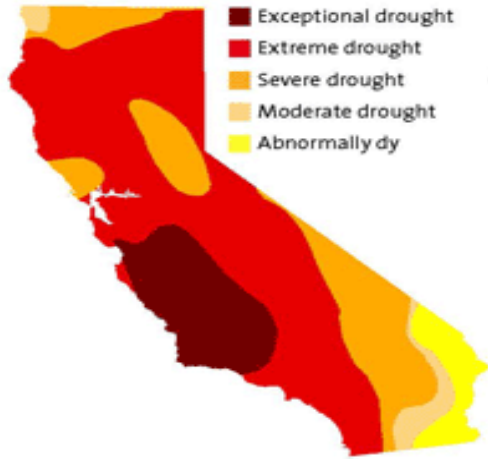 Exceptional drought
Extreme drought
Severe drought
Moderate drought
Abnormally dy